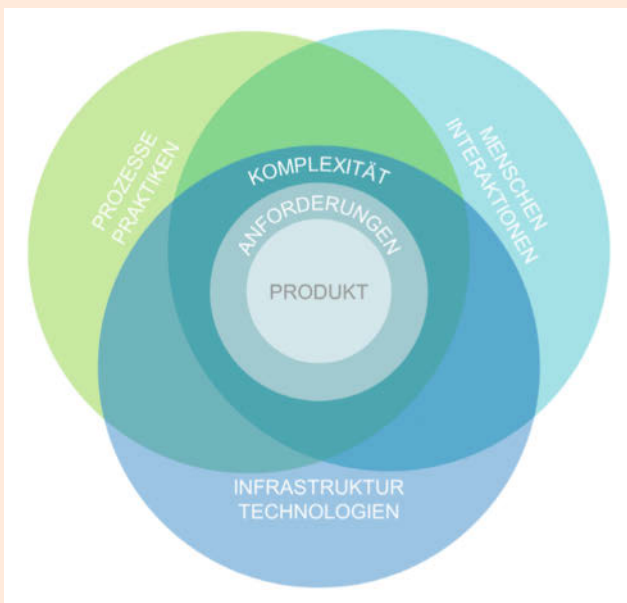 PROZESSE
PRAKTIKEN
MENSCHEN
INTERAKTIONEN
KOMPLEXITÄT
ANFORDERUNGEN
PRODUKT
INFRASTRUKTUR
TECHNOLOGIEN